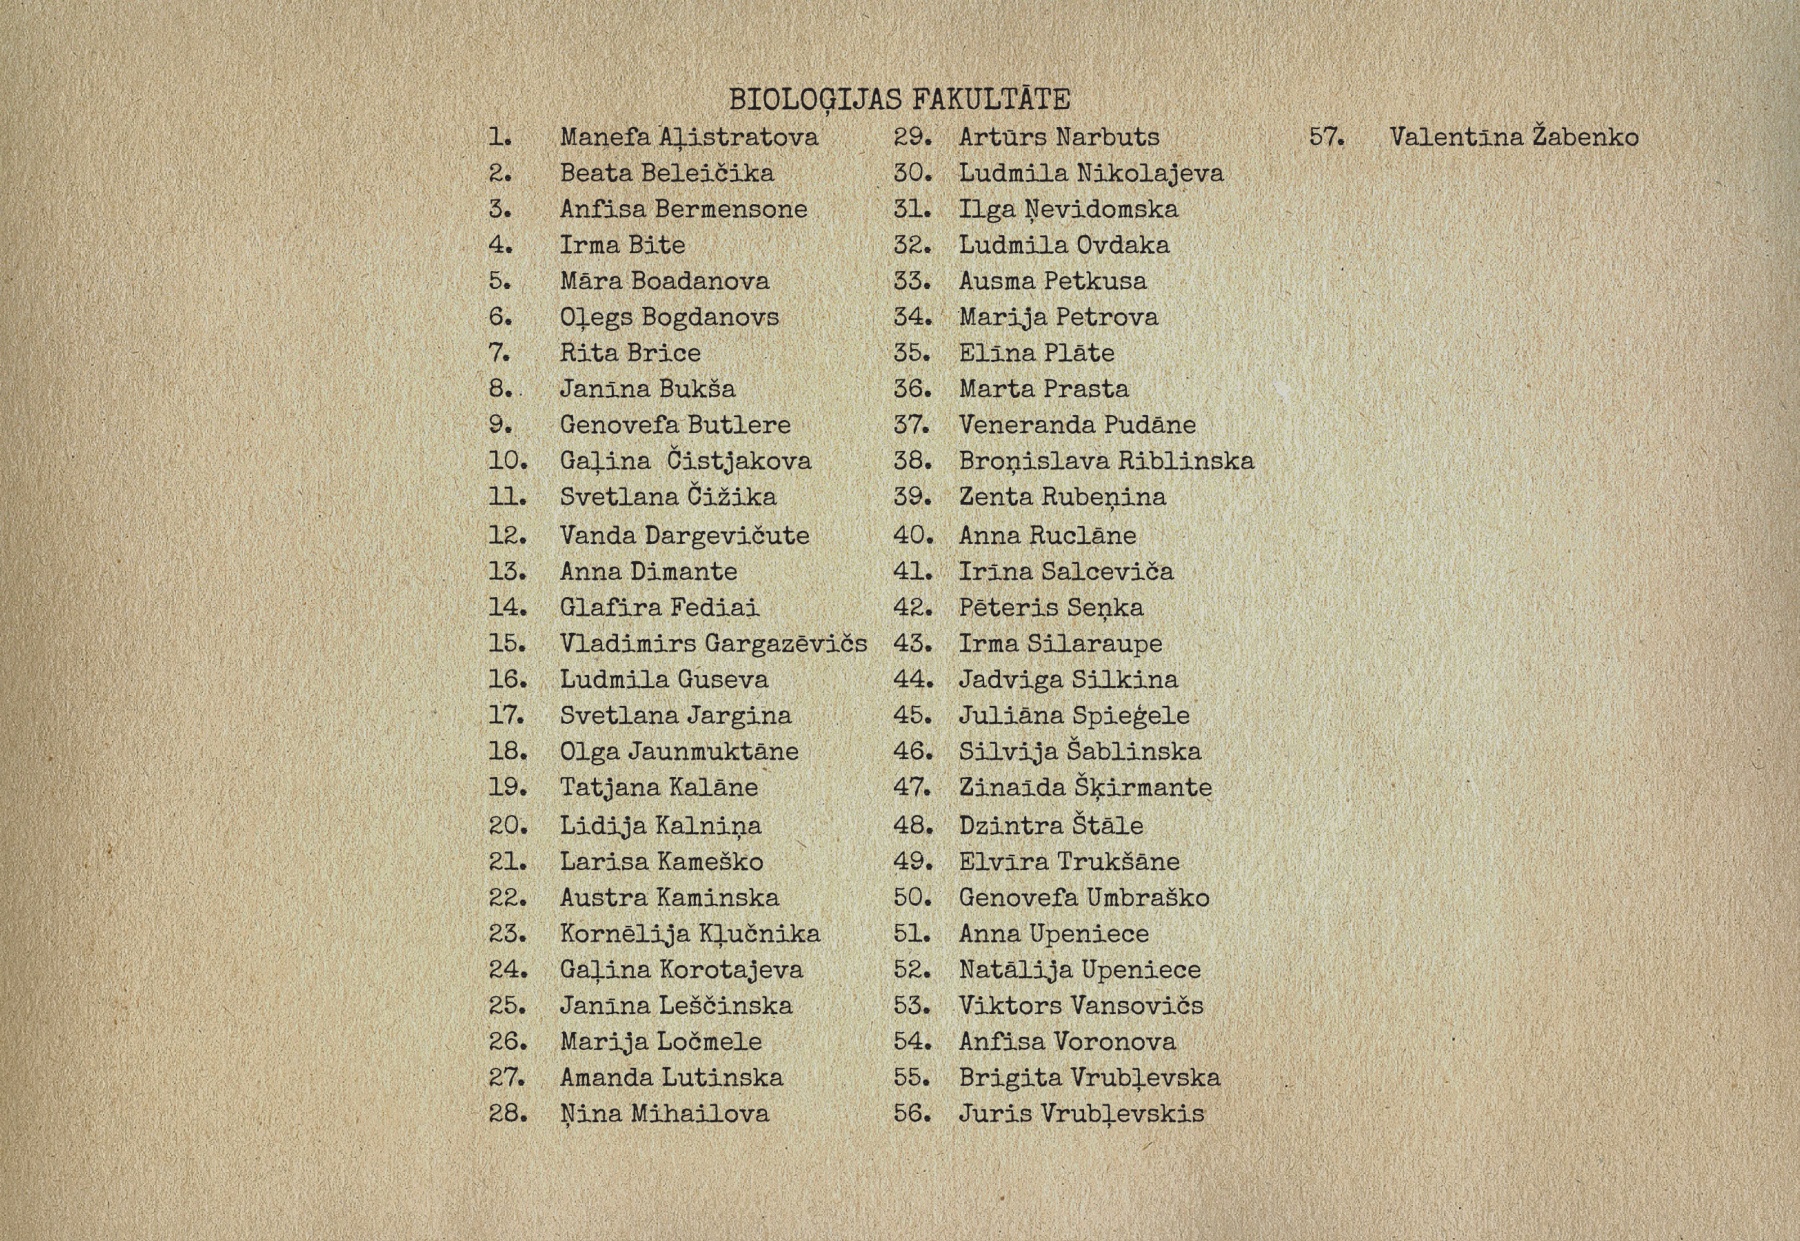 BIOLOĢIJAS FAKULTĀTE
1. Manefa Aļistratova
2. Beata Beleičika
3. Anfisa Bermensone
4. Irma Bite
5. Māra Boadanova
6. Oļegs Bogdanovs
7. Rita Brice
8. Janīna Bukša
9. Genovefa Butlere
10. Gaļina Čistjakova
11. Svetlana Čižika
12. Vanda Dargevičute
13. Anna Dimante
14. Glafira Fediai
15. Vladimirs Gargazēvičs
16. Ludmila Guseva
17. Svetlana Jargina
18. Olga Jaunmuktāne
19. Tatjana Kalāne
20. Lidija Kalniņa
21. Larisa Kameško
22. Austra Kaminska
23. Kornēlija Kļučnika
24. Gaļina Korotajeva
25. Janīna Leščinska
26. Marija Ločmele
27. Amanda Lutinska
28. Ņina Mihailova
29. Artūrs Narbuts
30. Ludmila Nikolajeva
31. Ilga Ņevidomska
32. Ludmila Ovdaka
33. Ausma Petkusa
34. Marija Petrova
35. Elīna Plāte
36. Marta Prasta
37. Veneranda Pudāne
38. Broņislava Riblinska
39. Zenta Rubeņina
40. Anna Ruclāne
41. Irīna Salceviča
42. Pēteris Seņka
43. Irma Silaraupe
44. Jadviga Silkina
45. Juliāna Spieģele
46. Silvija Šablinska
47. Zinaīda Šķirmante
48. Dzintra Štāle
49. Elvīra Trukšāne
50. Genovefa Umbraško
51. Anna Upeniece
52. Natālija Upeniece
53. Viktors Vansovičs
54. Anfisa Voronova
55. Brigita Vrubļevska
56. Juris Vrubļevskis
57. Valentīna Žabenko